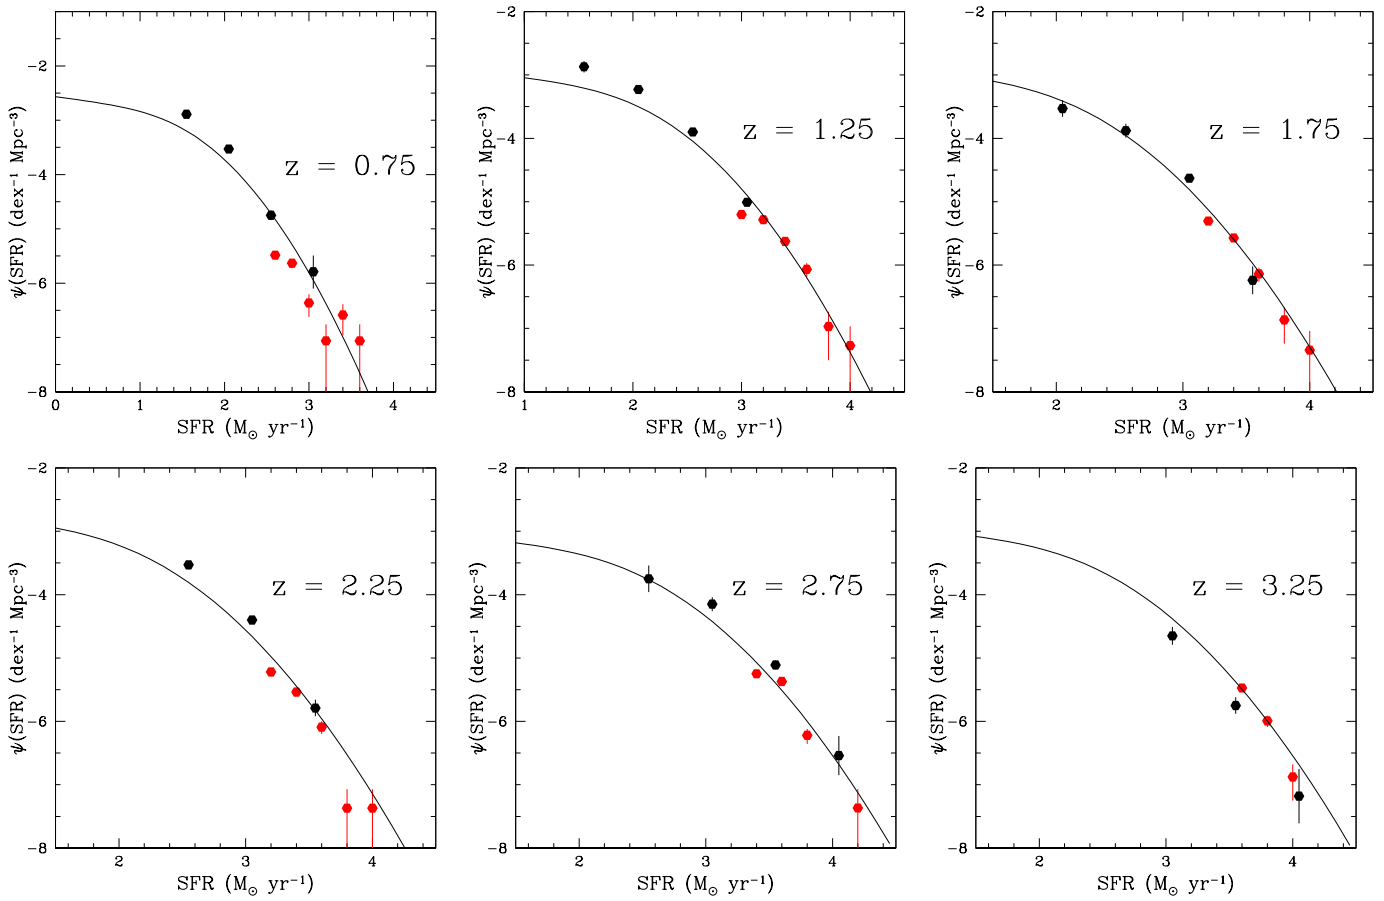 −2
−4
−6
−8
ψ(SFR) (dex⁻¹ Mpc⁻³)
z = 0.75
0 1 2 3 4
SFR (M⊙ yr⁻¹)
−2
−4
−6
−8
ψ(SFR) (dex⁻¹ Mpc⁻³)
z = 1.25
1 2 3 4
SFR (M⊙ yr⁻¹)
−2
−4
−6
−8
ψ(SFR) (dex⁻¹ Mpc⁻³)
z = 1.75
2 3 4
SFR (M⊙ yr⁻¹)
−2
−4
−6
−8
ψ(SFR) (dex⁻¹ Mpc⁻³)
z = 2.25
2 3 4
SFR (M⊙ yr⁻¹)
−2
−4
−6
−8
ψ(SFR) (dex⁻¹ Mpc⁻³)
z = 2.75
2 3 4
SFR (M⊙ yr⁻¹)
−2
−4
−6
−8
ψ(SFR) (dex⁻¹ Mpc⁻³)
z = 3.25
2 3 4
SFR (M⊙ yr⁻¹)